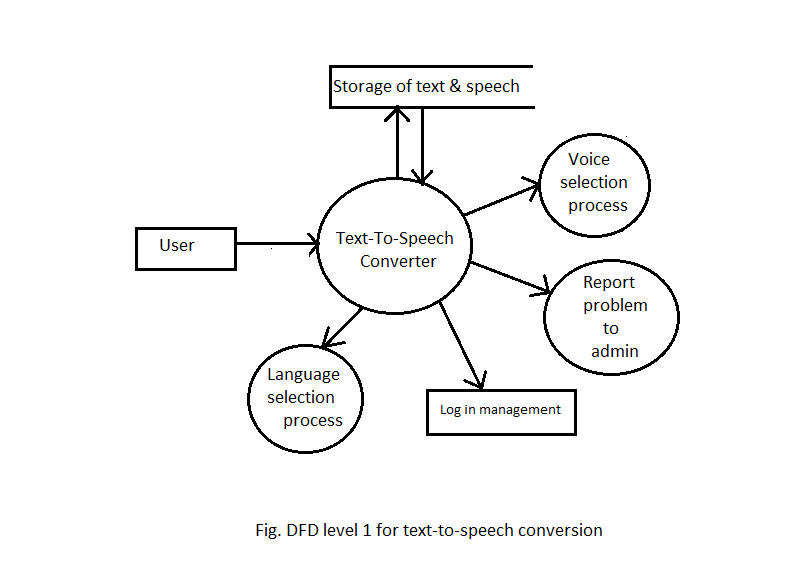 Storage of text & speech
Voice
selection
process
User
Text-To-Speech
Converter
Report
problem
to
admin
Language
selection
process
Log in management
Fig. DFD level 1 for text-to-speech conversion